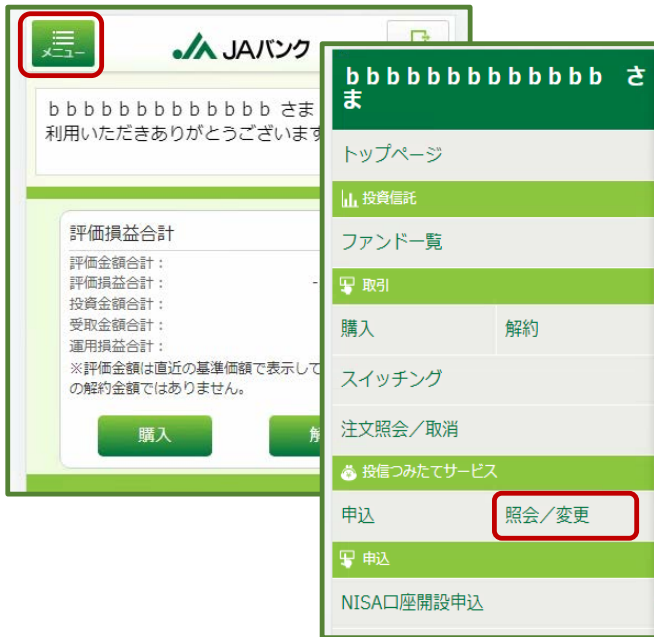 メニュー
JAバンク
bbbbbbbbbbbbb さま
利用いただきありがとうございます
評価損益合計
評価金額合計：
評価損益合計： -
投資金額合計：
受取金額合計：
運用損益合計：
※評価金額は直近の基準価額で表示して
の解約金額ではありません。
購入
解
bbbbbbbbbbbbb さ
ま
トップページ
投資信託
ファンド一覧
取引
購入 解約
スイッチング
注文照会／取消
投信つみたてサービス
申込 照会／変更
申込
NISA口座開設申込